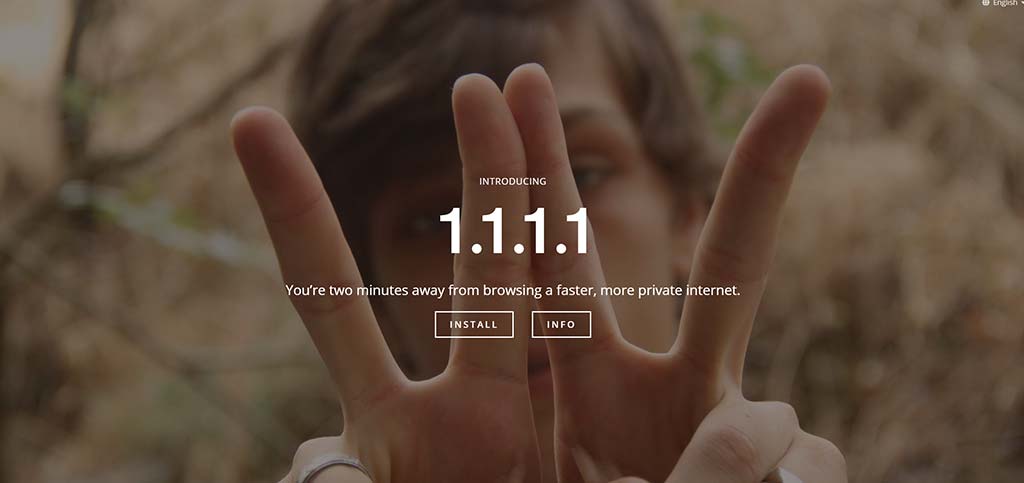 English
INTRODUCING
1.1.1.1
You’re two minutes away from browsing a faster, more private internet.
INSTALL INFO